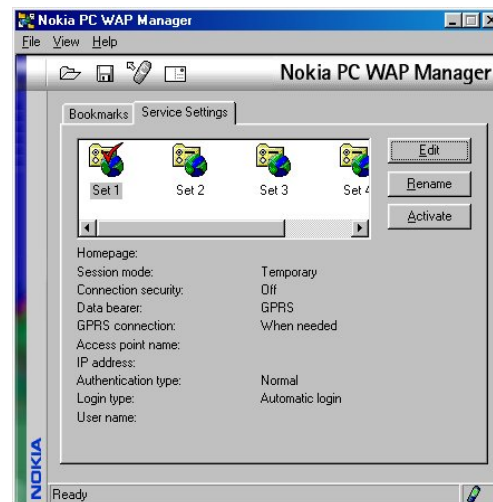 Nokia PC WAP Manager
File View Help
Nokia PC WAP Manager
Bookmarks Service Settings
Set 1 Set 2 Set 3 Set 4
Edit
Rename
Activate
Homepage:
Session mode: Temporary
Connection security: Off
Data bearer: GPRS
GPRS connection: When needed
Access point name:
IP address:
Authentication type: Normal
Login type: Automatic login
User name:
NOKIA
Ready